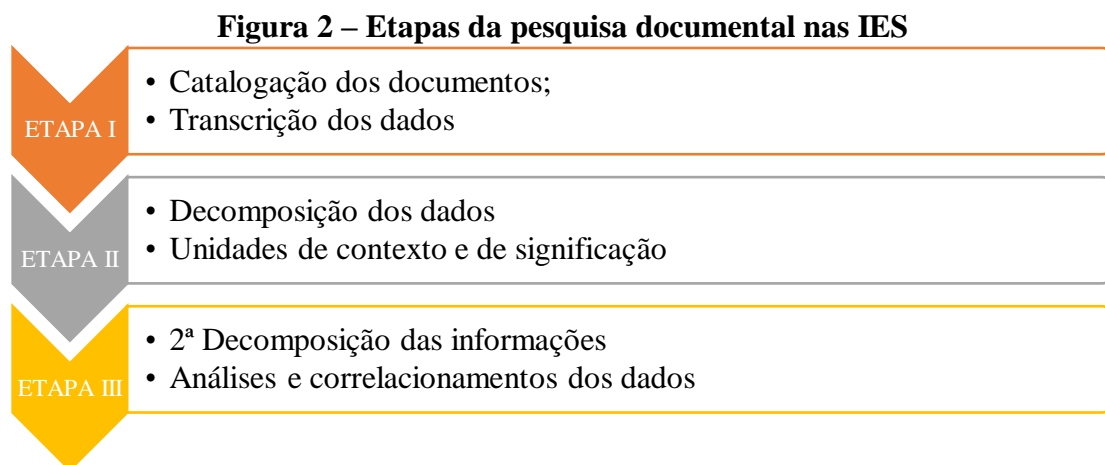 Figura 2 – Etapas da pesquisa documental nas IES
ETAPA I
• Catalogação dos documentos;
• Transcrição dos dados
ETAPA II
• Decomposição dos dados
• Unidades de contexto e de significação
ETAPA III
• 2ª Decomposição das informações
• Análises e correlacionamentos dos dados